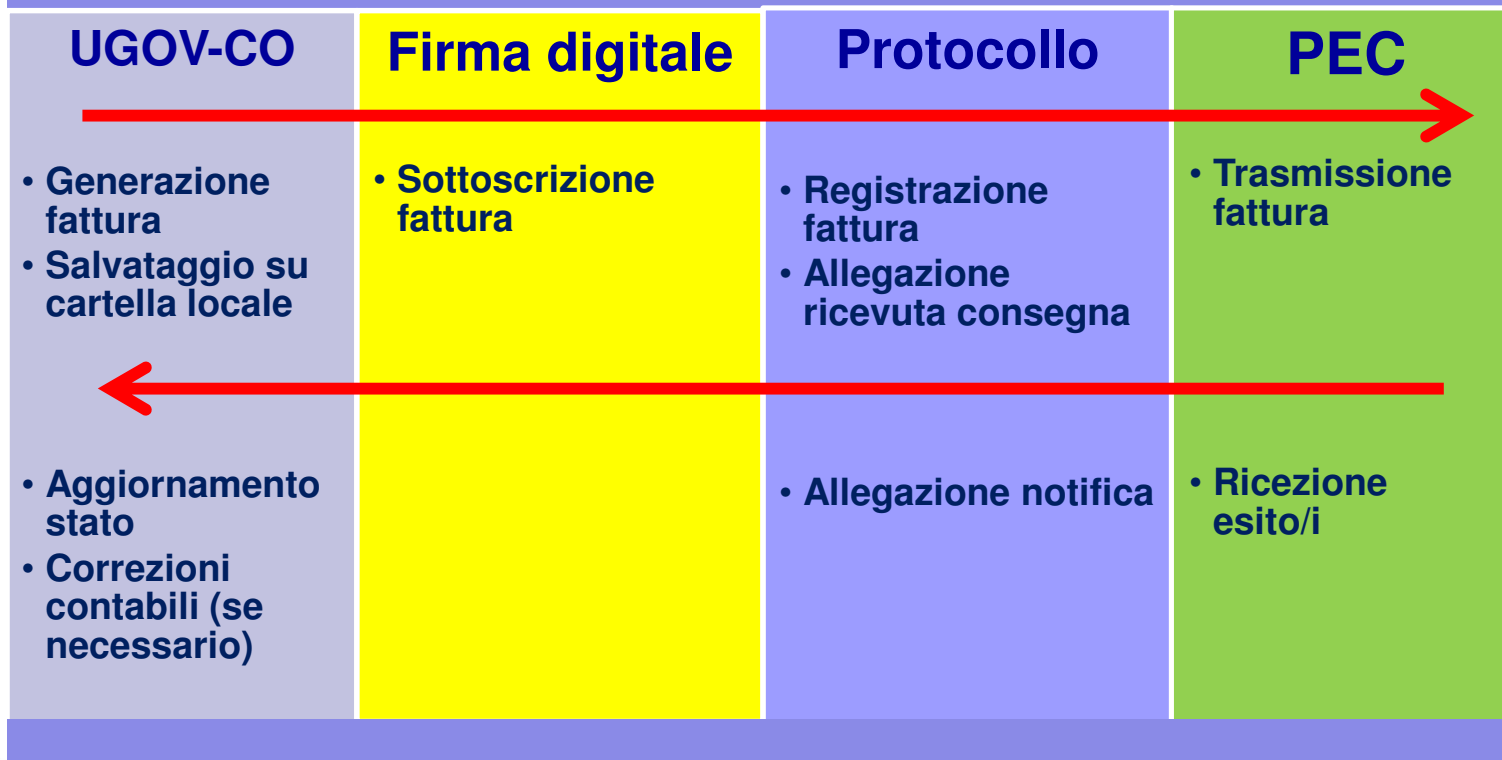 UGOV-CO
Firma digitale
Protocollo
PEC
• Generazione
fattura
• Salvataggio su
cartella locale
• Sottoscrizione
fattura
• Registrazione
fattura
• Allegazione
ricevuta consegna
• Trasmissione
fattura
• Aggiornamento
stato
• Correzioni
contabili (se
necessario)
• Allegazione notifica
• Ricezione
esito/i